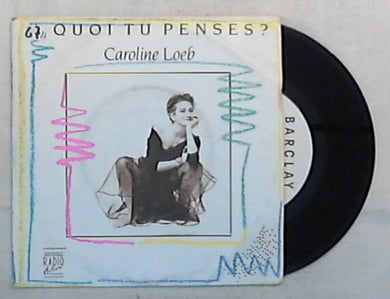 67
À QUOI TU PENSES?
Caroline Loeb
BARCLAY
RADIO